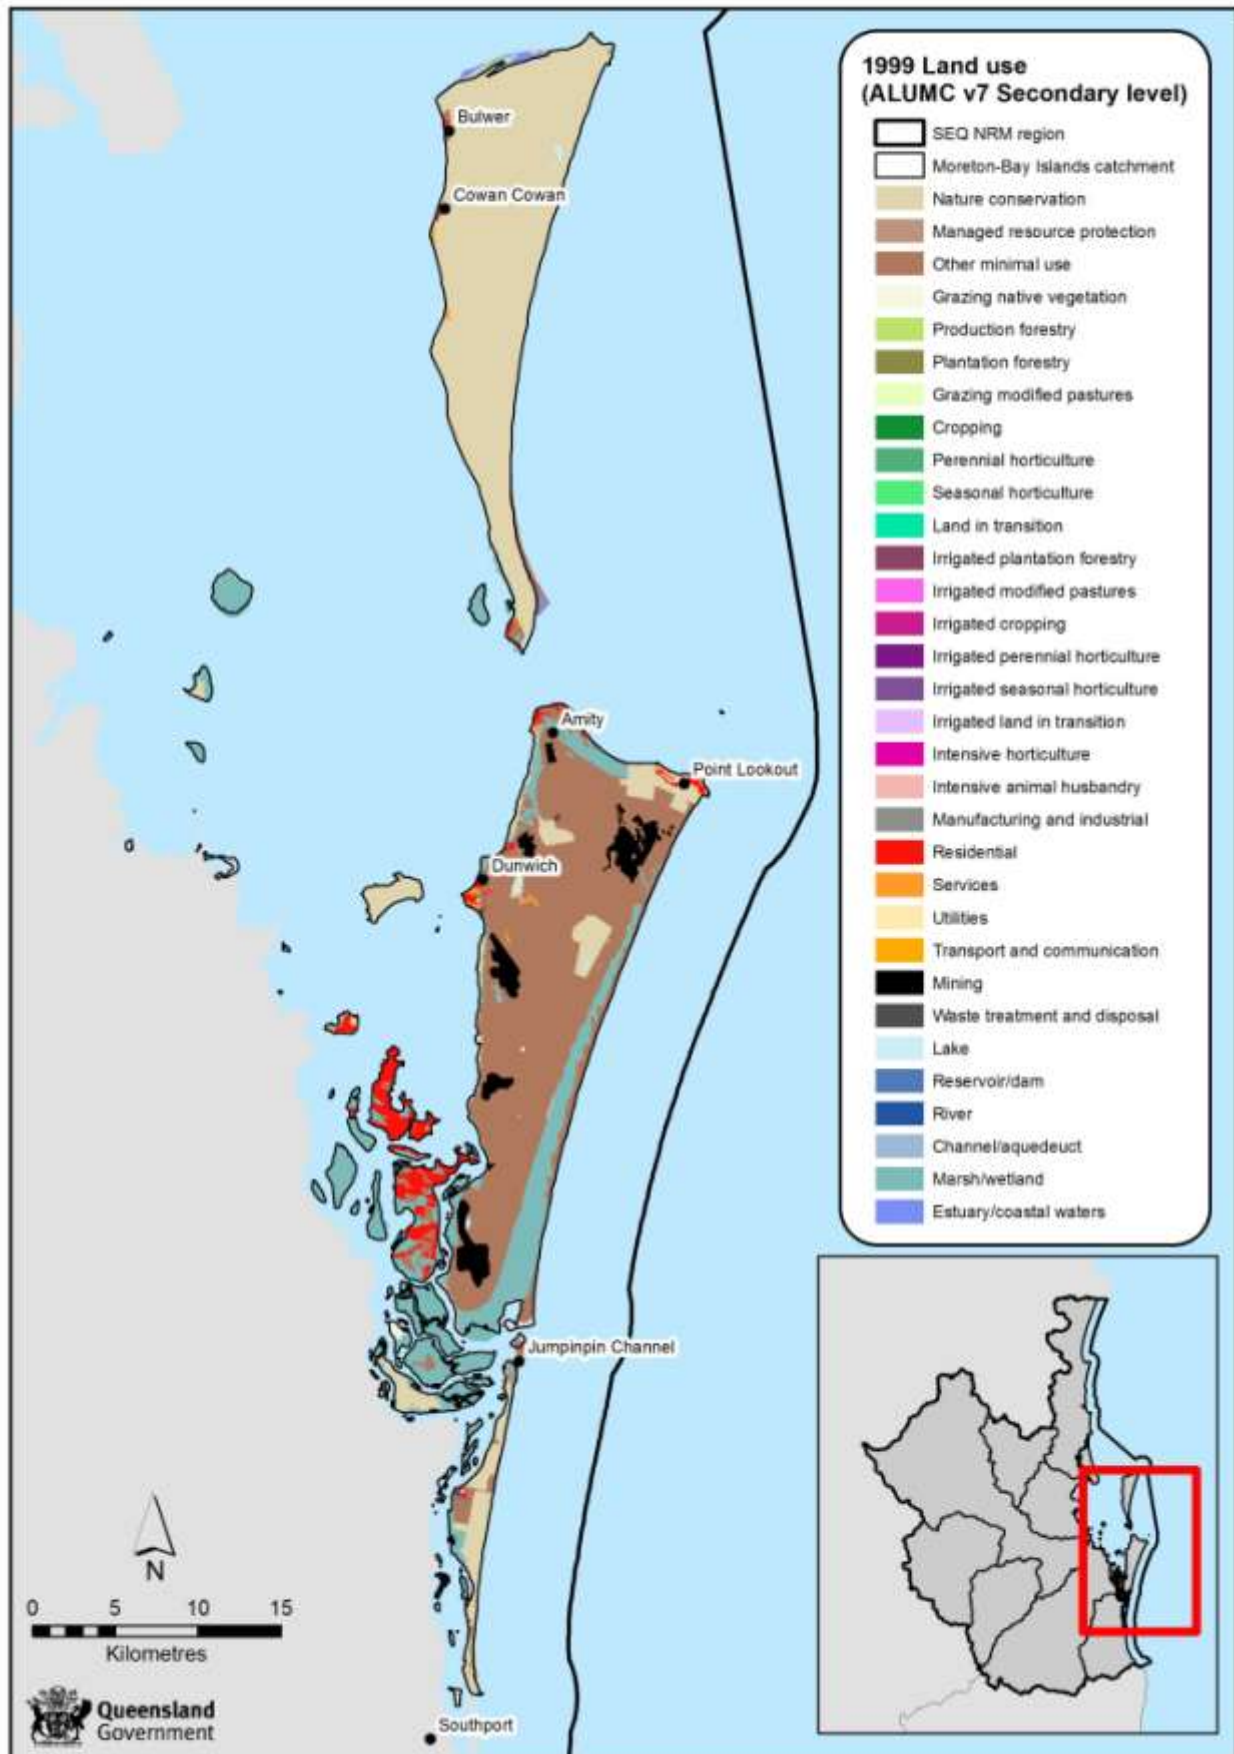 1999 Land use
(ALUMC v7 Secondary level)
SEQ NRM region
Moreton-Bay Islands catchment
Nature conservation
Managed resource protection
Other minimal use
Grazing native vegetation
Production forestry
Plantation forestry
Grazing modified pastures
Cropping
Perennial horticulture
Seasonal horticulture
Land in transition
Irrigated plantation forestry
Irrigated modified pastures
Irrigated cropping
Irrigated perennial horticulture
Irrigated seasonal horticulture
Irrigated land in transition
Intensive horticulture
Intensive animal husbandry
Manufacturing and industrial
Residential
Services
Utilities
Transport and communication
Mining
Waste treatment and disposal
Lake
Reservoir/dam
River
Channel/aquedeuct
Marsh/wetland
Estuary/coastal waters
Bulwer
Cowan Cowan
Amity
Point Lookout
Dunwich
Jumpinpin Channel
Southport
N
0 5 10 15
Kilometres
Queensland
Government